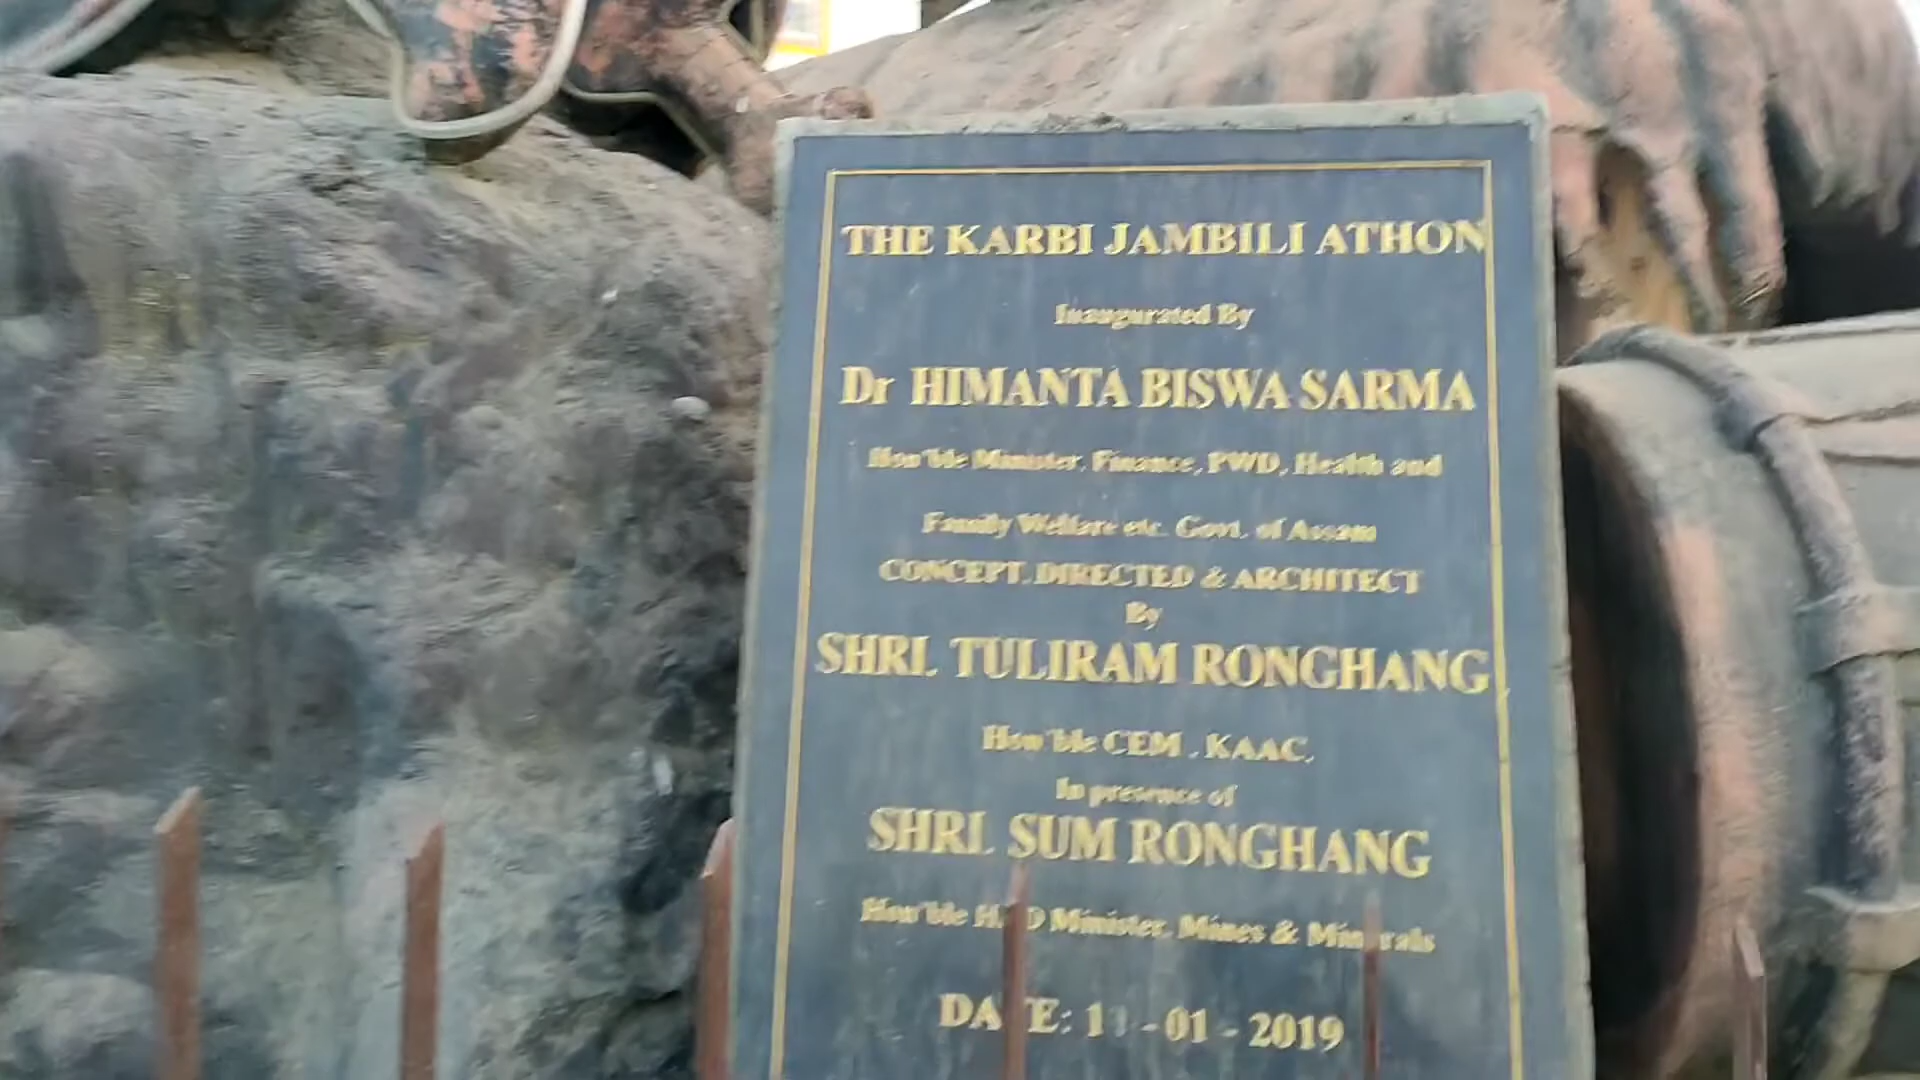 THE KARBI JAMBILI ATHON
Inaugurated By
Dr HIMANTA BISWA SARMA
Hon'ble Minister, Finance, PWD, Health and
Family Welfare etc. Govt. of Assam
CONCEPT, DIRECTED & ARCHITECT
By
SHRI. TULIRAM RONGHANG
Hon'ble CEM . KAAC.
In presence of
SHRI. SUM RONGHANG
Hon'ble Minister, Mines & Minerals
DATE: -01 - 2019